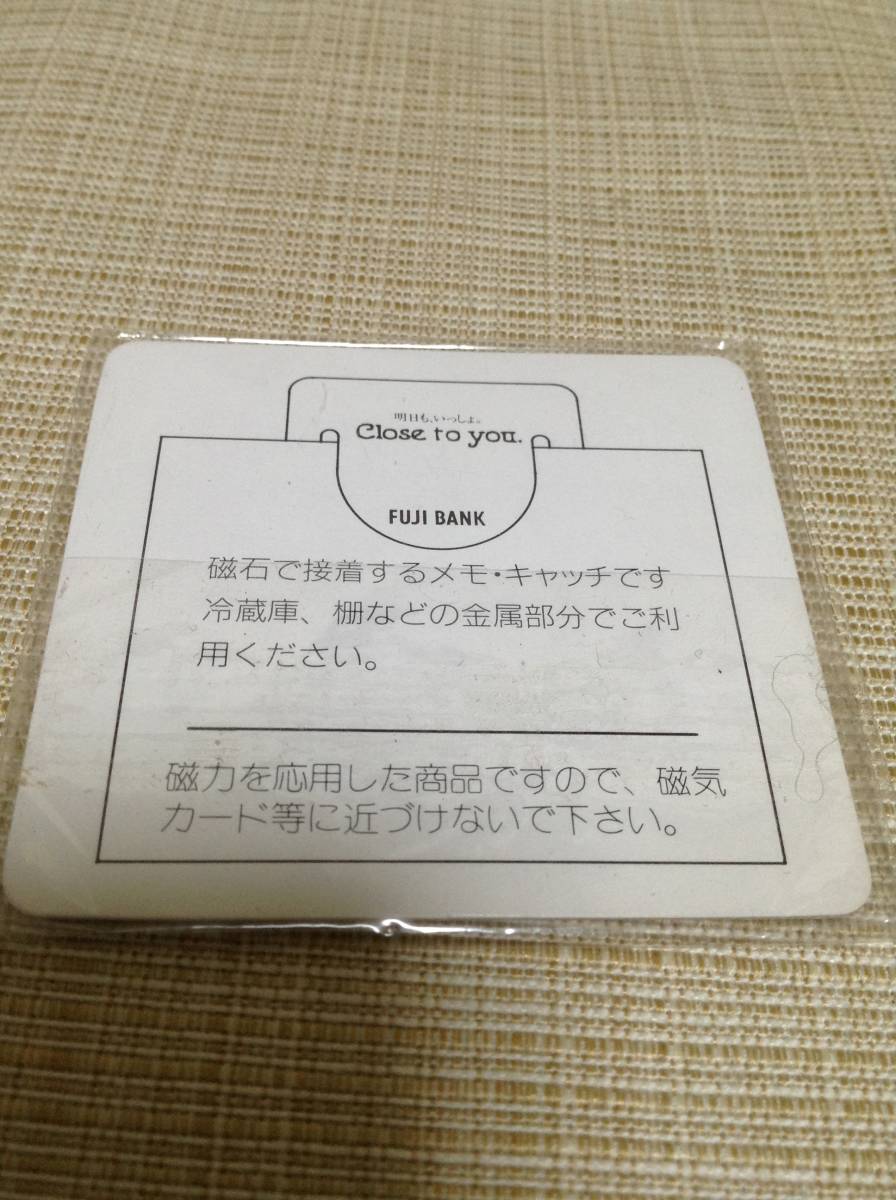 明日も、いっしょ。
Close to you.
FUJI BANK
磁石で接着するメモ・キャッチです
冷蔵庫、棚などの金属部分でご利
用ください。
磁力を応用した商品ですので、磁気
カード等に近づけないで下さい。